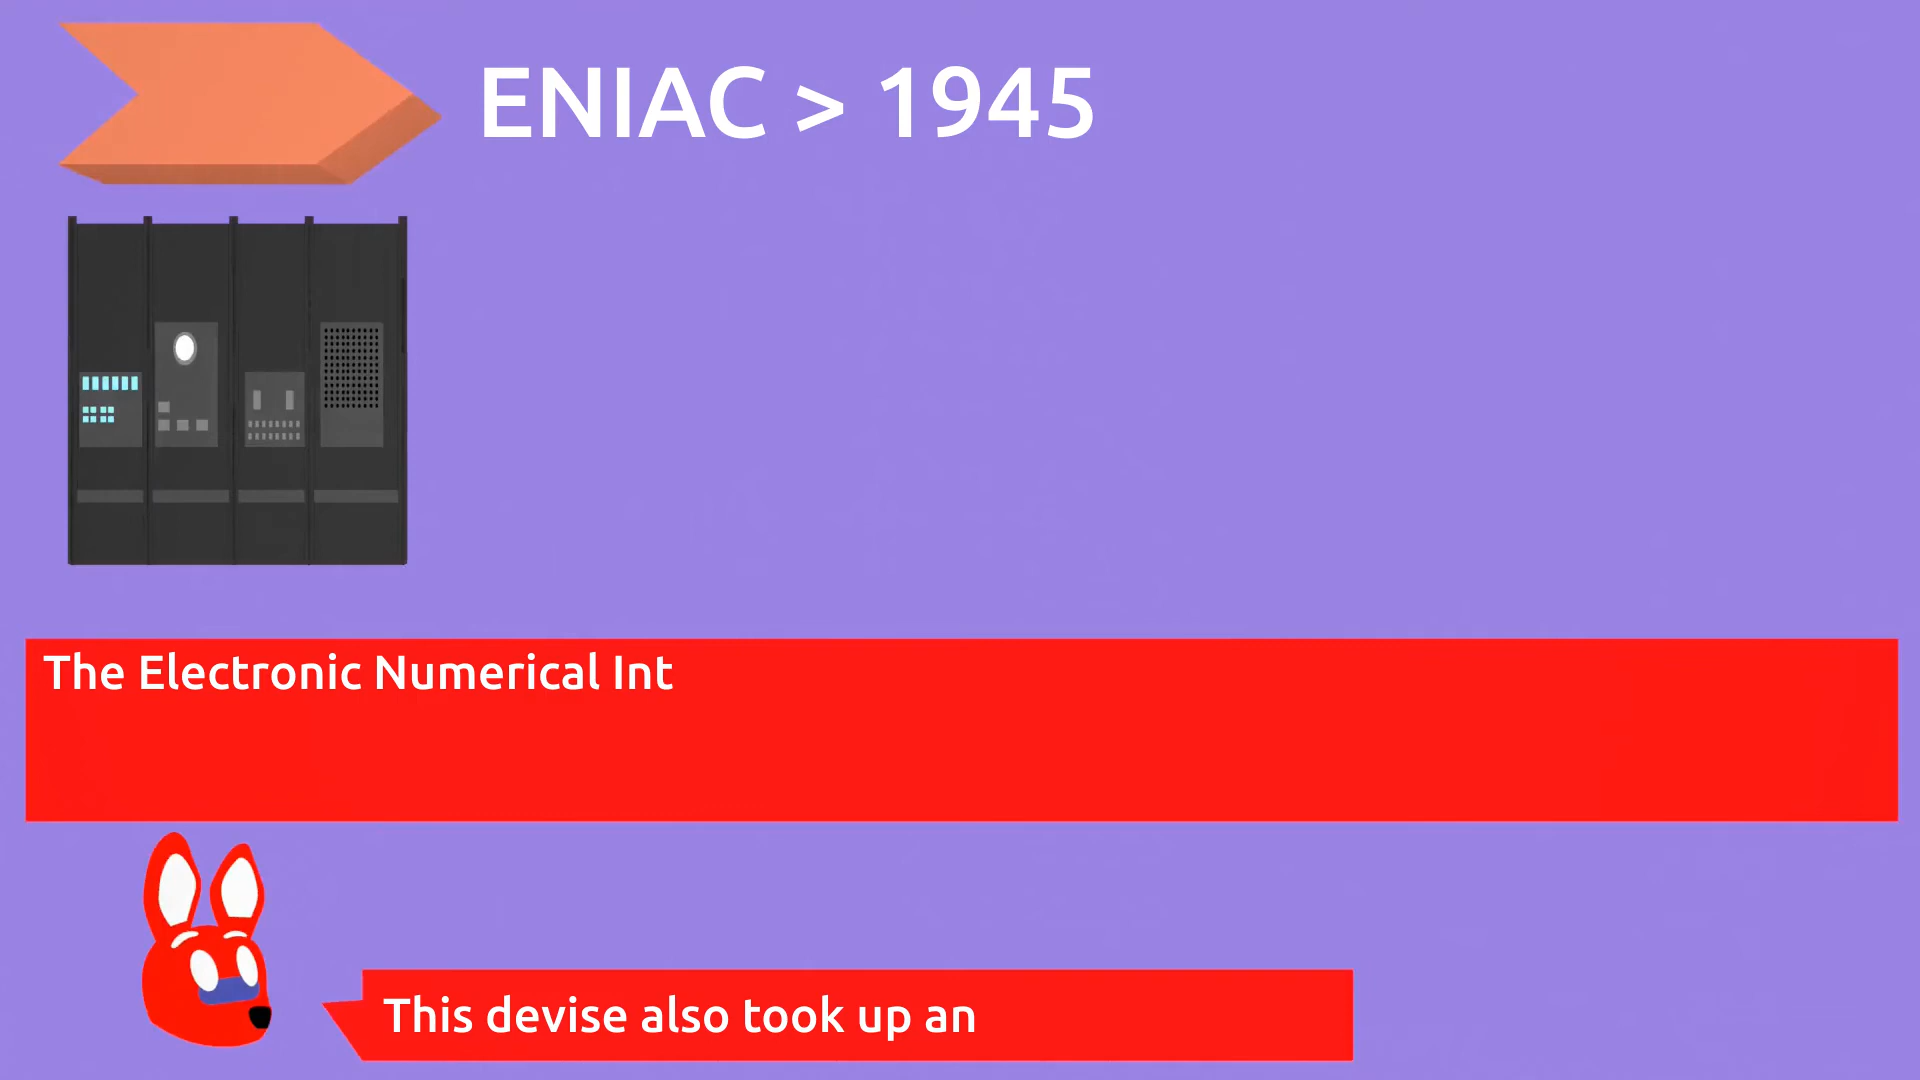 ENIAC > 1945
The Electronic Numerical Int
This devise also took up an